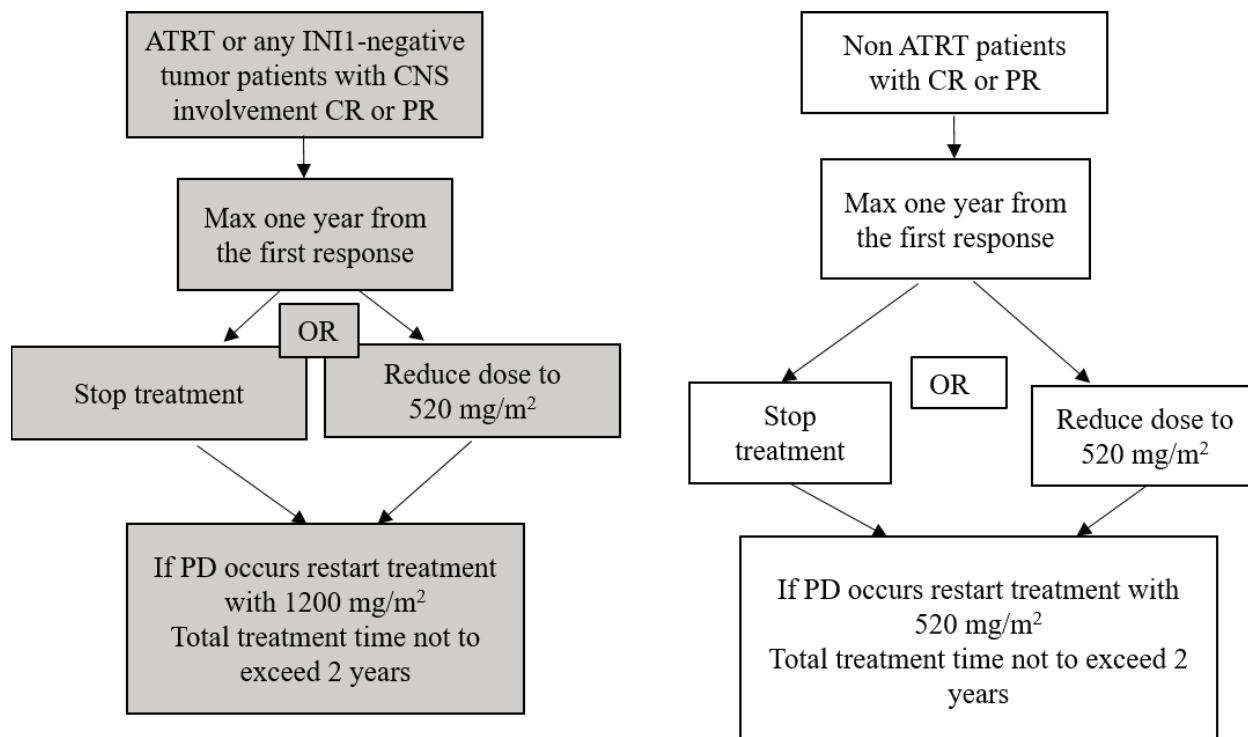 ATRT or any INI1-negative
tumor patients with CNS
involvement CR or PR
Max one year from
the first response
OR
Stop treatment
Reduce dose to
520 mg/m²
If PD occurs restart treatment
with 1200 mg/m²
Total treatment time not to
exceed 2 years
Non ATRT patients
with CR or PR
Max one year from
the first response
OR
Stop
treatment
Reduce dose to
520 mg/m²
If PD occurs restart treatment with
520 mg/m²
Total treatment time not to exceed 2
years